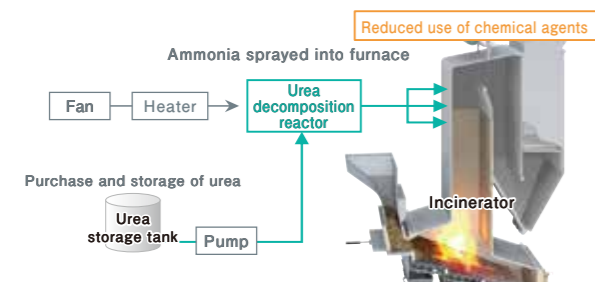 Reduced use of chemical agents
Ammonia sprayed into furnace
Fan
Heater
Urea
decomposition
reactor
Purchase and storage of urea
Urea
storage tank
Pump
Incinerator